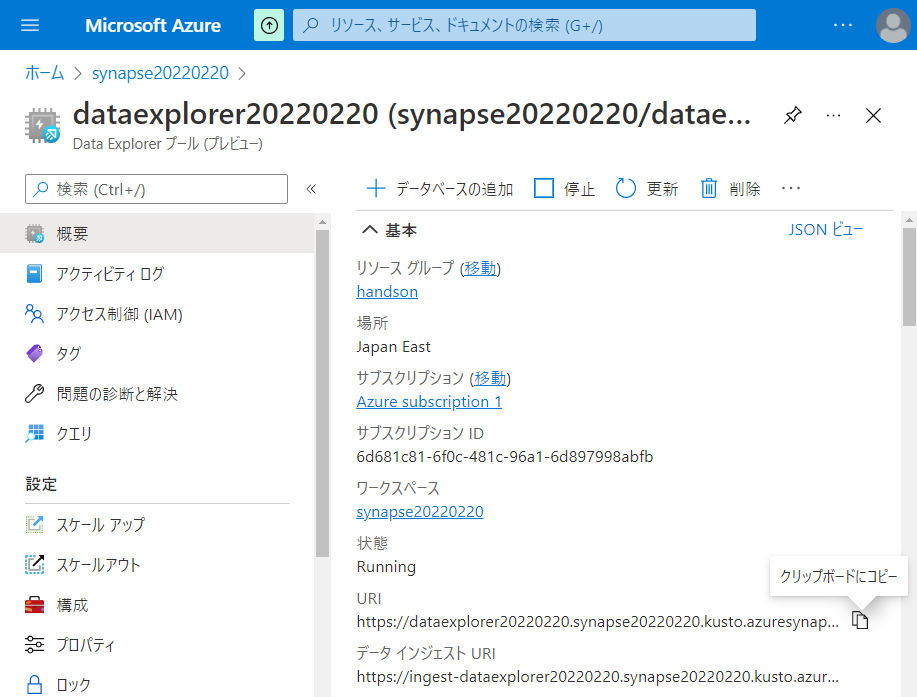 Microsoft Azure
リソース、サービス、ドキュメントの検索 (G+/)
ホーム > synapse20220220 >
dataexplorer20220220 (synapse20220220/datae...
Data Explorer プール (プレビュー)
検索 (Ctrl+/)
«
データベースの追加
停止
更新
削除
概要
アクティビティ ログ
アクセス制御 (IAM)
タグ
問題の診断と解決
クエリ
設定
スケール アップ
スケールアウト
構成
プロパティ
ロック
基本
JSON ビュー
リソース グループ (移動)
handson
場所
Japan East
サブスクリプション (移動)
Azure subscription 1
サブスクリプション ID
6d681c81-6f0c-481c-96a1-6d897998abfb
ワークスペース
synapse20220220
状態
Running
クリップボードにコピー
URI
https://dataexplorer20220220.synapse20220220.kusto.azuresynap...
データ インジェスト URI
https://ingest-dataexplorer20220220.synapse20220220.kusto.azur...